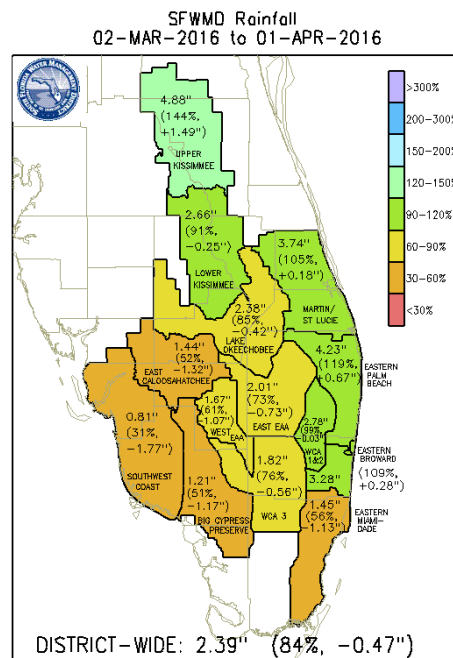 SFWMD Rainfall
02-MAR-2016 to 01-APR-2016
SOUTH FLORIDA WATER MANAGEMENT DISTRICT
>300%
200-300%
150-200%
120-150%
90-120%
60-90%
30-60%
<30%
4.88"
(144%,
+1.49")
UPPER
KISSIMMEE
2.66"
(91%,
-0.25")
LOWER
KISSIMMEE
3.74"
(105%,
+0.18")
MARTIN/
ST LUCIE
2.38"
(85%,
-0.42")
LAKE
OKEECHOBEE
4.23"
(119%,
+0.67")
EASTERN
PALM
BEACH
1.44"
(52%,
-1.32")
EAST
CALOOSAHATCHEE
2.01"
(73%,
-0.73")
EAST EAA
1.67"
(61%,
-1.07")
WEST
EAA
2.78"
(99%,
-0.03")
WCA
1&2
0.81"
(31%,
-1.77")
SOUTHWEST
COAST
EASTERN
BROWARD
(109%,
+0.28")
3.28"
1.82"
(76%,
-0.56")
WCA 3
1.21"
(51%,
-1.17")
BIG CYPRESS
PRESERVE
1.45"
(56%,
-1.13")
EASTERN
MIAMI-
DADE
DISTRICT-WIDE: 2.39" (84%, -0.47")